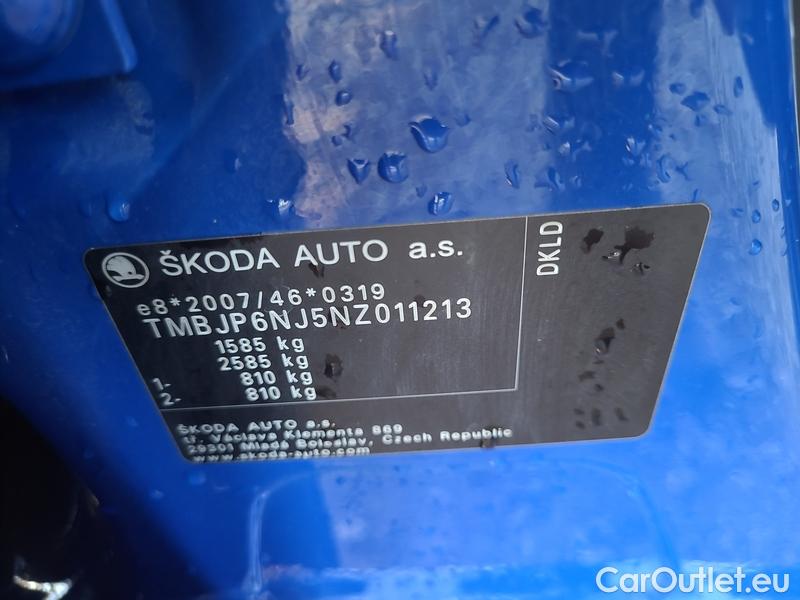 ŠKODA AUTO a.s.
e8*2007/46*0319
TMBJP6NJ5NZ011213
1585 kg
2585 kg
1- 810 kg
2- 810 kg
DKLD
ŠKODA AUTO a.s.
tř. Václava Klementa 869
29301 Mladá Boleslav, Czech Republic
www.skoda-auto.com
CarOutlet.eu